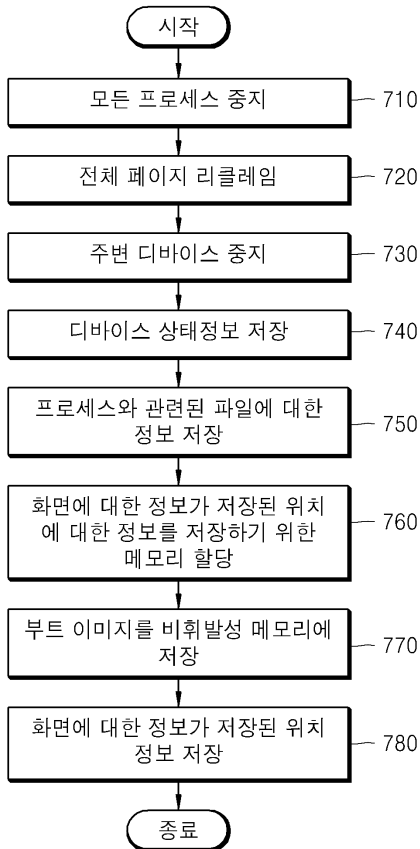 시작
모든 프로세스 중지
710
전체 페이지 리클레임
720
주변 디바이스 중지
730
디바이스 상태정보 저장
740
프로세스와 관련된 파일에 대한
정보 저장
750
화면에 대한 정보가 저장된 위치
에 대한 정보를 저장하기 위한
메모리 할당
760
부트 이미지를 비휘발성 메모리에
저장
770
화면에 대한 정보가 저장된 위치
정보 저장
780
종료